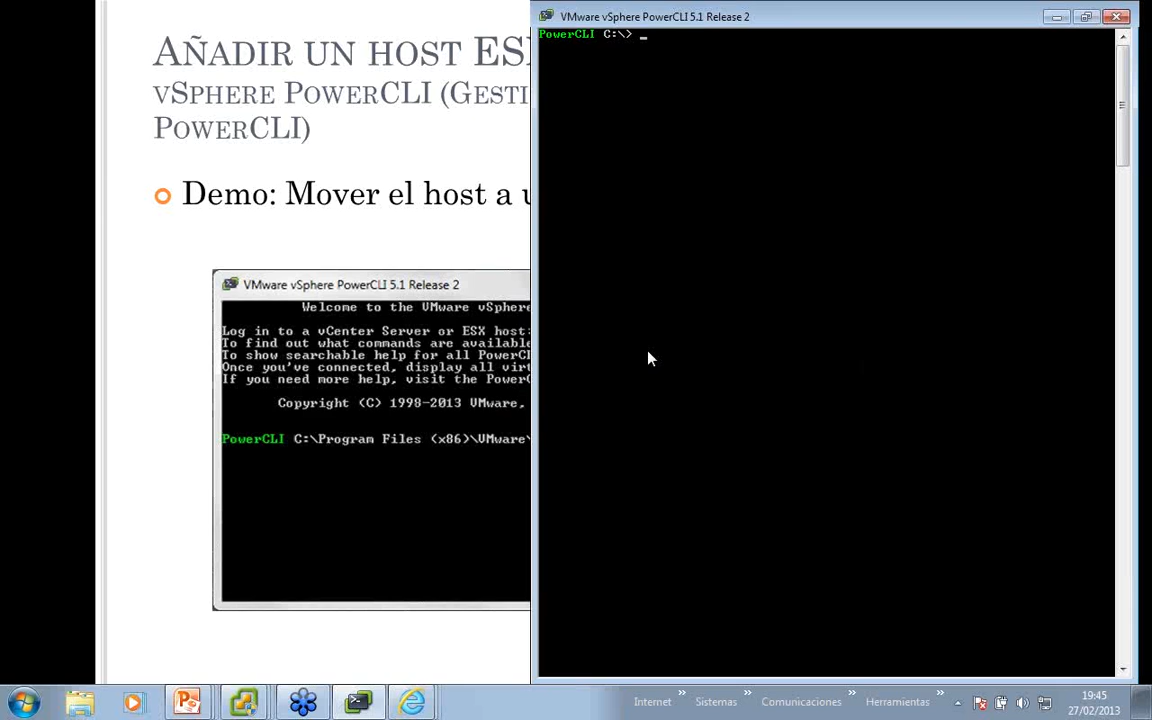 AÑADIR UN HOST ES
VSPHERE POWERCLI (GESTI
POWERCLI)
Demo: Mover el host a u
VMware vSphere PowerCLI 5.1 Release 2
Welcome to the VMware vSphere
Log in to a vCenter Server or ESX host:
To find out what commands are available
To show searchable help for all PowerCL
Once you've connected, display all virt
If you need more help, visit the PowerC
Copyright (C) 1998-2013 VMware,
PowerCLI C:\Program Files (x86)\VMware\
VMware vSphere PowerCLI 5.1 Release 2
PowerCLI C:\> _
Internet » Sistemas » Comunicaciones » Herramientas »
19:45
27/02/2013